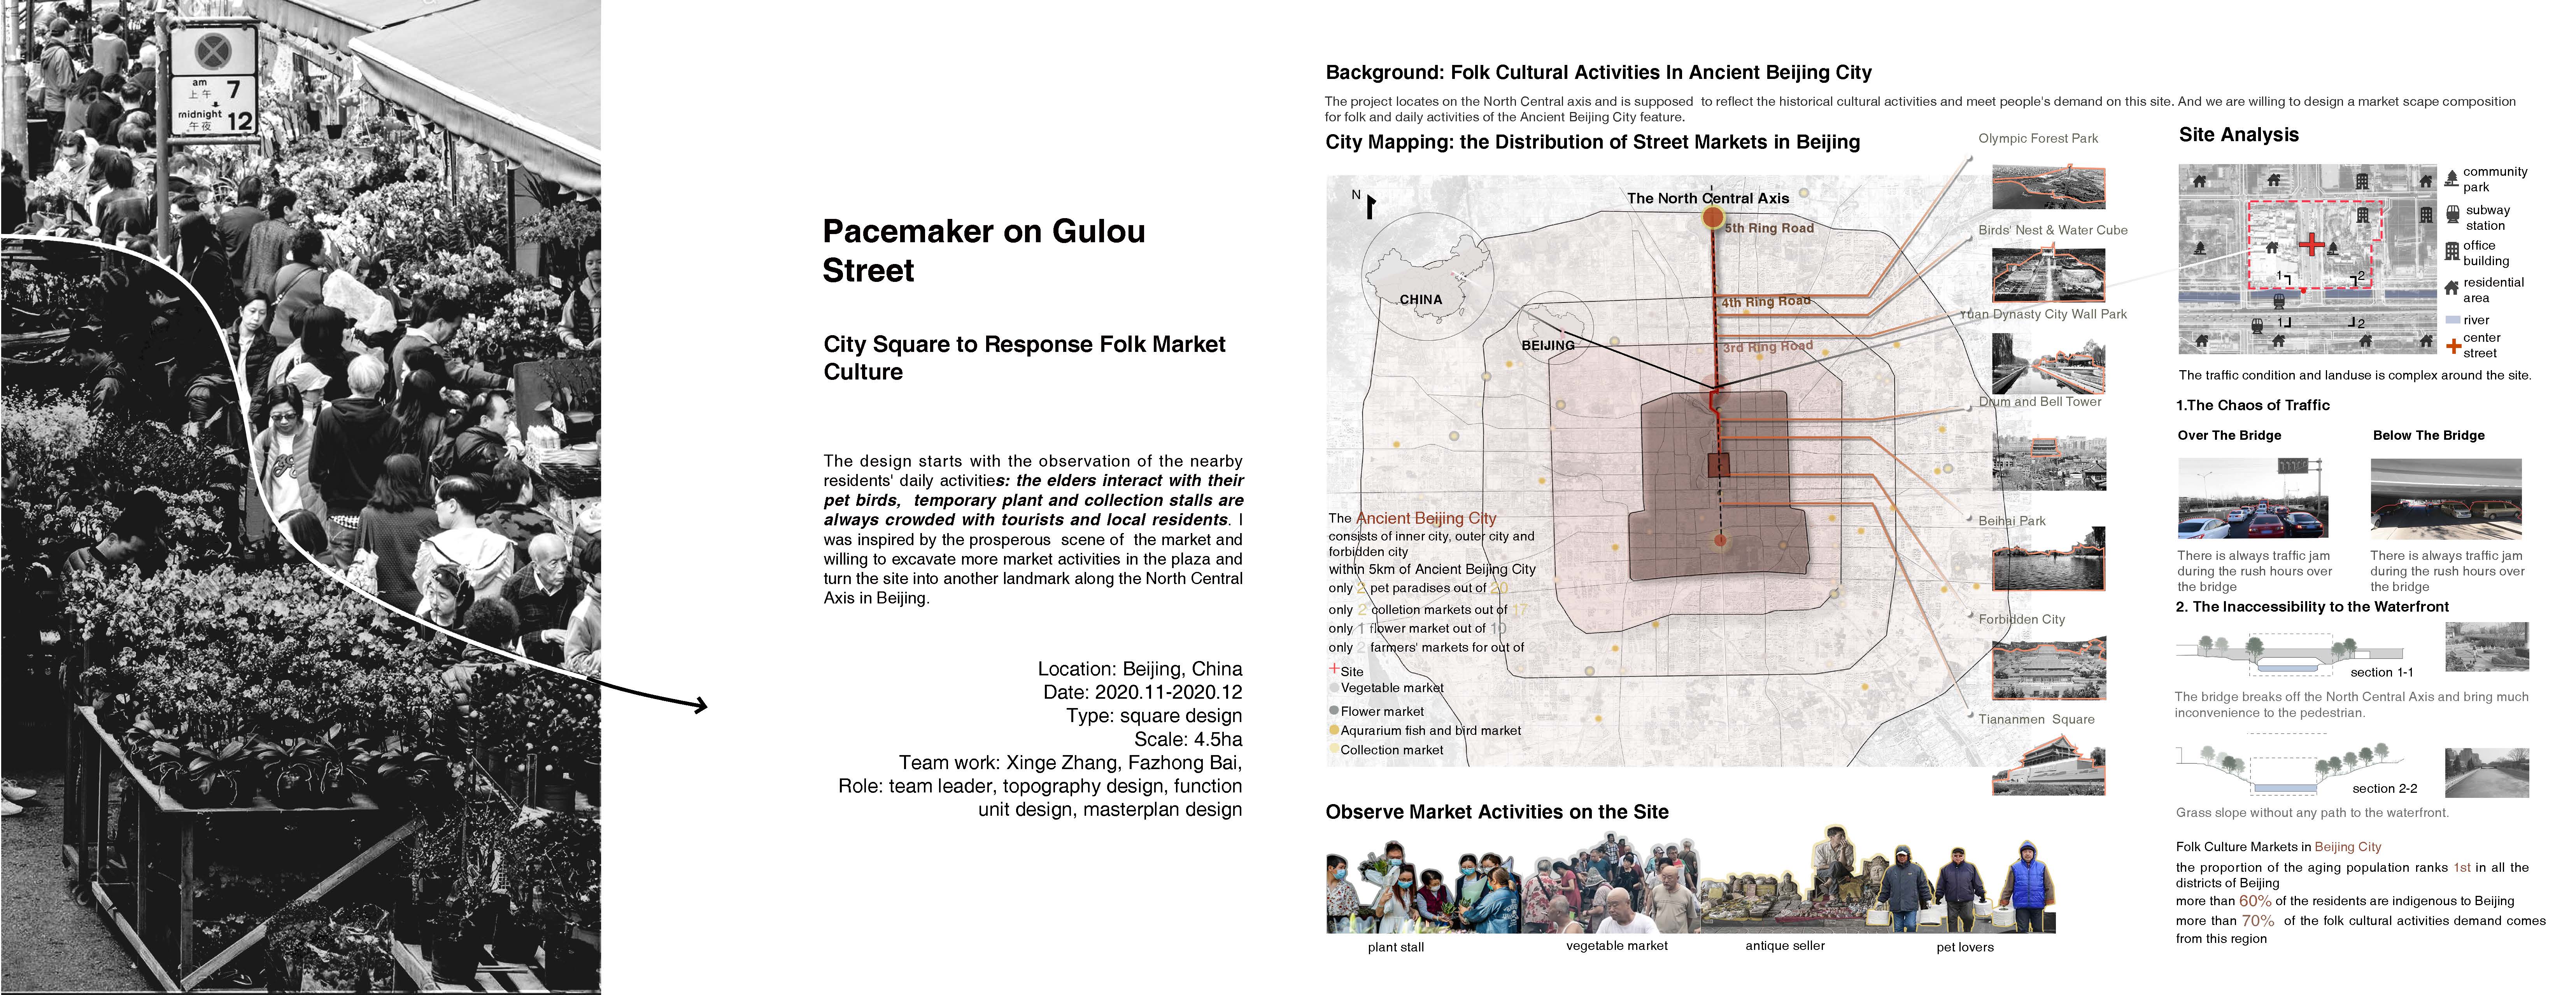 am
上午 7
midnight
午夜 12
Pacemaker on Gulou
Street
City Square to Response Folk Market
Culture
The design starts with the observation of the nearby
residents' daily activities: the elders interact with their
pet birds, temporary plant and collection stalls are
always crowded with tourists and local residents. I
was inspired by the prosperous scene of the market and
willing to excavate more market activities in the plaza and
turn the site into another landmark along the North Central
Axis in Beijing.
Location: Beijing, China
Date: 2020.11-2020.12
Type: square design
Scale: 4.5ha
Team work: Xinge Zhang, Fazhong Bai,
Role: team leader, topography design, function
unit design, masterplan design
Background: Folk Cultural Activities In Ancient Beijing City
The project locates on the North Central axis and is supposed to reflect the historical cultural activities and meet people's demand on this site. And we are willing to design a market scape composition
for folk and daily activities of the Ancient Beijing City feature.
City Mapping: the Distribution of Street Markets in Beijing
N
The North Central Axis
5th Ring Road
4th Ring Road
3rd Ring Road
CHINA
BEIJING
The Ancient Beijing City
consists of inner city, outer city and
forbidden city
within 5km of Ancient Beijing City
only 2 pet paradises out of 20
only 2 colletion markets out of 17
only 1 flower market out of 10
only 2 farmers' markets for out of
Site
Vegetable market
Flower market
Aqurarium fish and bird market
Collection market
Olympic Forest Park
Birds' Nest & Water Cube
Yuan Dynasty City Wall Park
Drum and Bell Tower
Beihai Park
Forbidden City
Tiananmen Square
Observe Market Activities on the Site
plant stall
vegetable market
antique seller
pet lovers
Site Analysis
1 2
1 2
community
park
subway
station
office
building
residential
area
river
center
street
The traffic condition and landuse is complex around the site.
1.The Chaos of Traffic
Over The Bridge
Below The Bridge
There is always traffic jam
during the rush hours over
the bridge
There is always traffic jam
during the rush hours over
the bridge
2. The Inaccessibility to the Waterfront
section 1-1
The bridge breaks off the North Central Axis and bring much
inconvenience to the pedestrian.
section 2-2
Grass slope without any path to the waterfront.
Folk Culture Markets in Beijing City
the proportion of the aging population ranks 1st in all the
districts of Beijing
more than 60% of the residents are indigenous to Beijing
more than 70% of the folk cultural activities demand comes
from this region